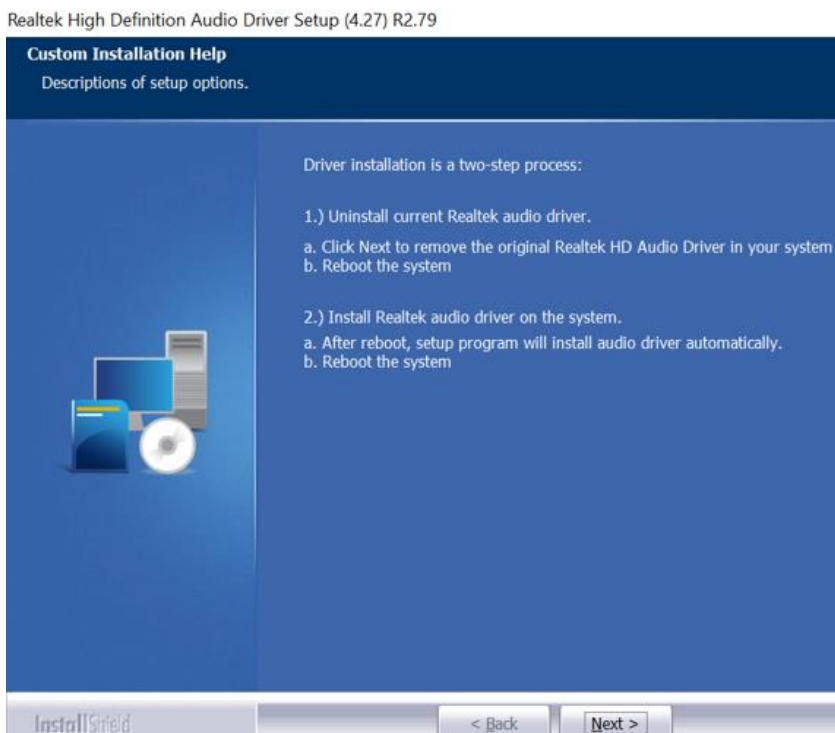 Realtek High Definition Audio Driver Setup (4.27) R2.79
Custom Installation Help
Descriptions of setup options.
Driver installation is a two-step process:
1.) Uninstall current Realtek audio driver.
a. Click Next to remove the original Realtek HD Audio Driver in your system
b. Reboot the system
2.) Install Realtek audio driver on the system.
a. After reboot, setup program will install audio driver automatically.
b. Reboot the system
InstallShield
< Back
Next >